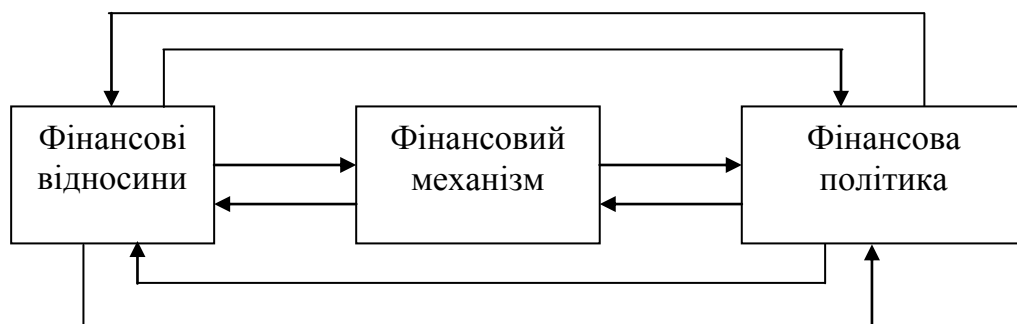 Фінансові
відносини
Фінансовий
механізм
Фінансова
політика